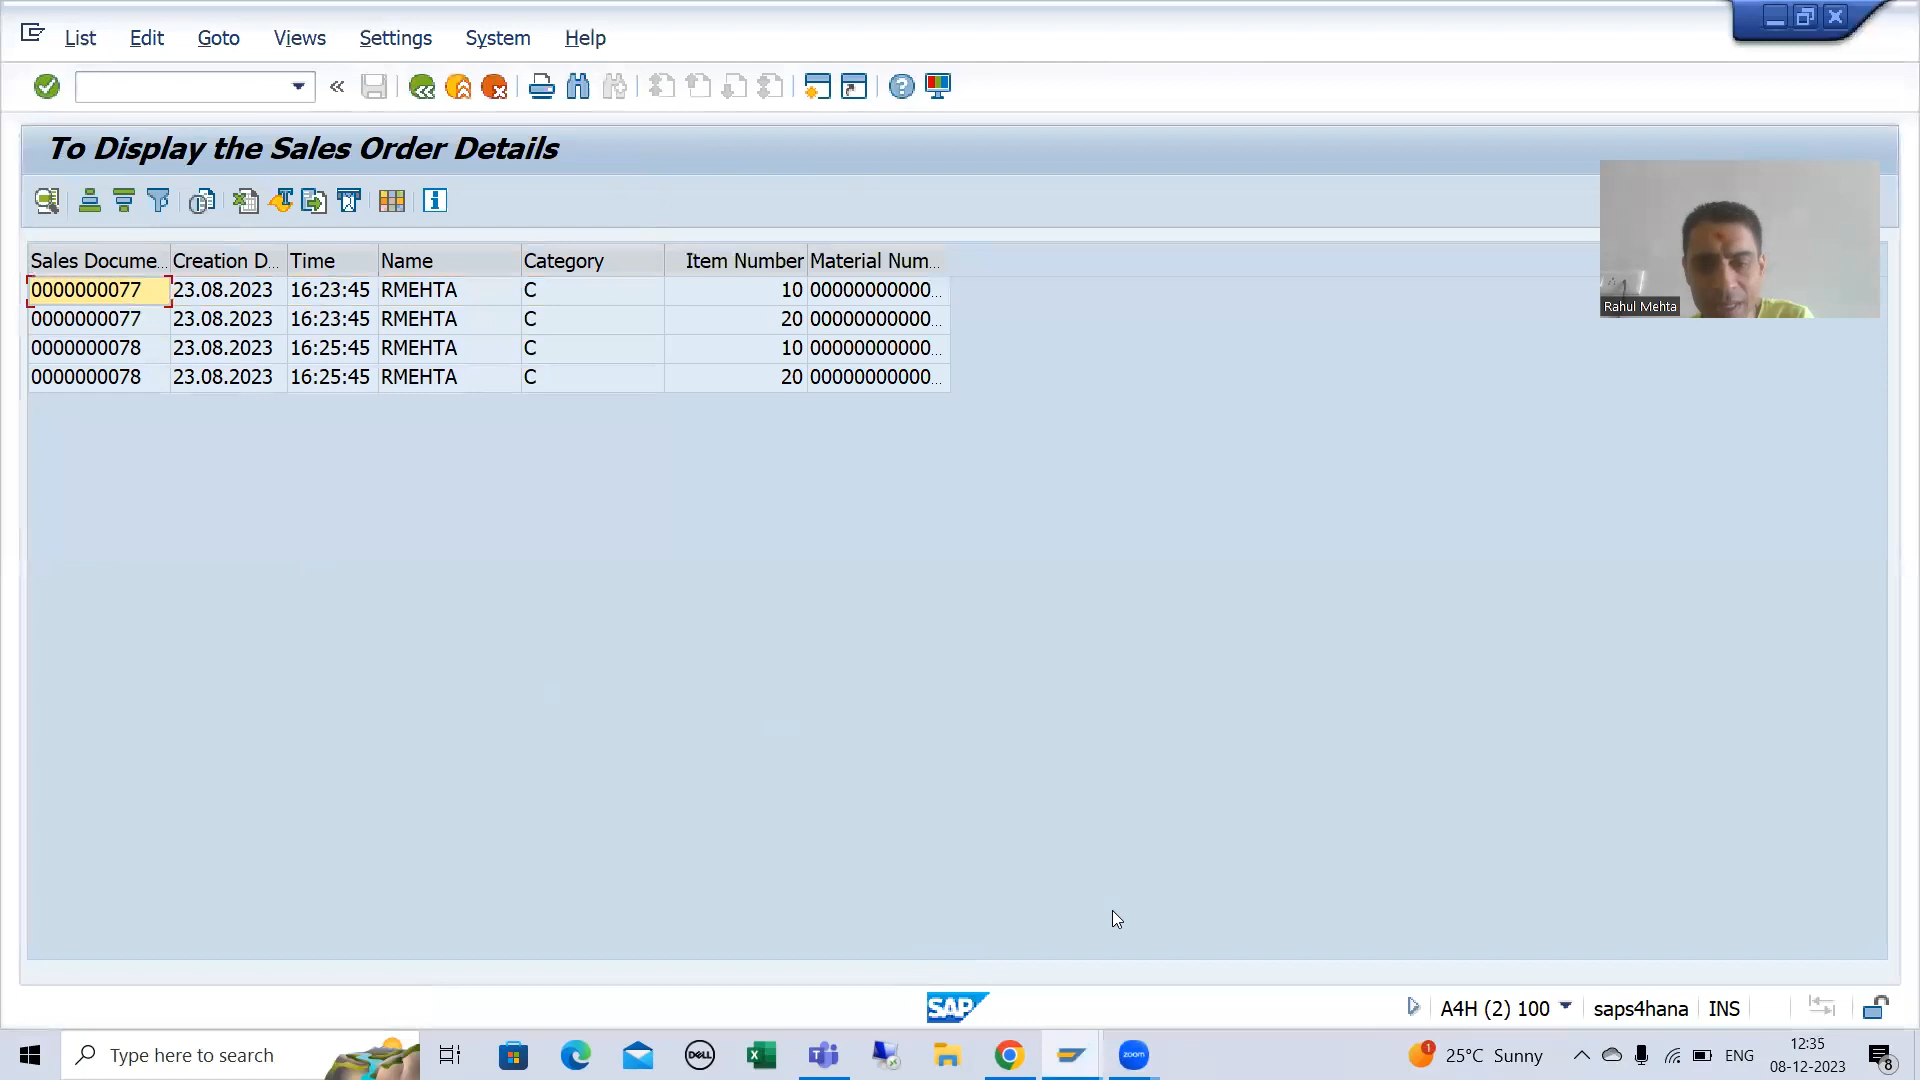 List Edit Goto Views Settings System Help
To Display the Sales Order Details
Sales Docume... Creation D... Time Name Category Item Number Material Num...
0000000077 23.08.2023 16:23:45 RMEHTA C 10 00000000000...
0000000077 23.08.2023 16:23:45 RMEHTA C 20 00000000000...
0000000078 23.08.2023 16:25:45 RMEHTA C 10 00000000000...
0000000078 23.08.2023 16:25:45 RMEHTA C 20 00000000000...
Rahul Mehta
SAP
A4H (2) 100 saps4hana INS
Type here to search
DELL
zoom
1
25°C Sunny
ENG
12:35
08-12-2023
8